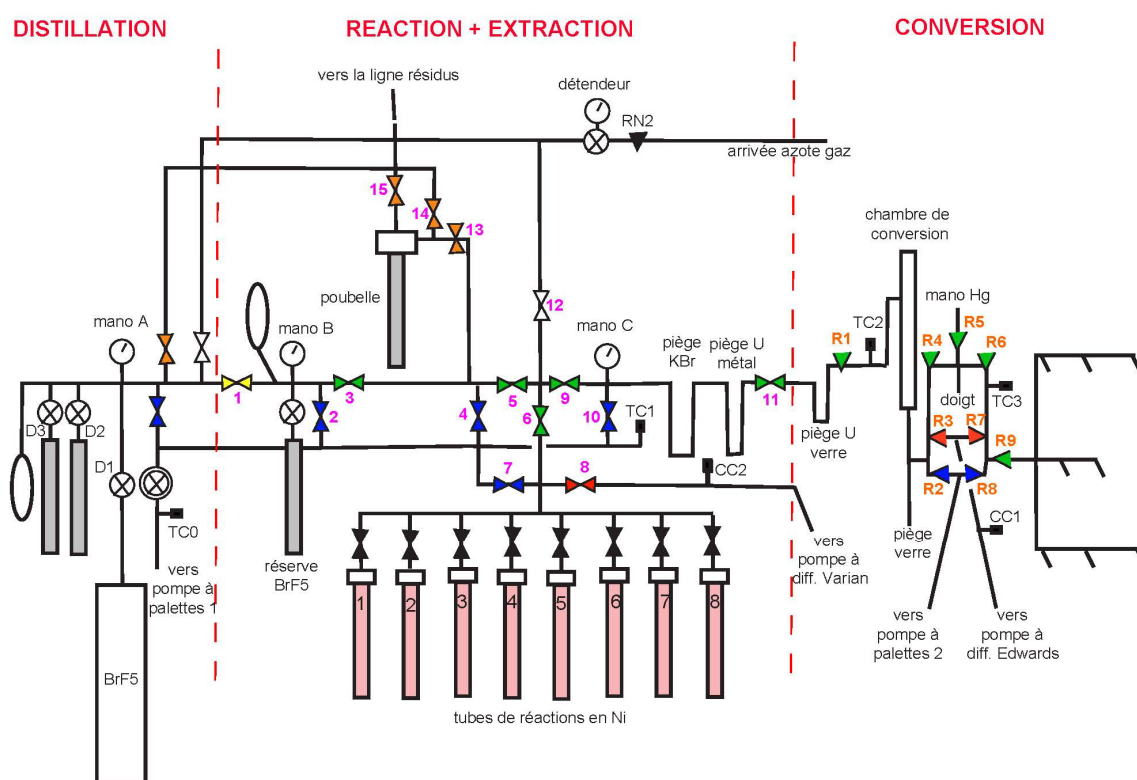 DISTILLATION
REACTION + EXTRACTION
CONVERSION
vers la ligne résidus
détendeur
RN2
arrivée azote gaz
15
14
13
chambre de
conversion
poubelle
12
mano Hg
mano A
mano B
mano C
piège
KBr
piège U
métal
R1
TC2
R4
R5
R6
1
2
3
4
5
6
9
10
TC1
11
doigt
TC3
D3
D2
D1
piège U
verre
R3
R7
R9
7
8
CC2
R2
R8
TC0
réserve
BrF5
vers
pompe à
palettes 1
vers
pompe à
diff. Varian
piège
verre
CC1
1
2
3
4
5
6
7
8
vers
pompe à
palettes 2
vers
pompe à
diff. Edwards
BrF5
tubes de réactions en Ni